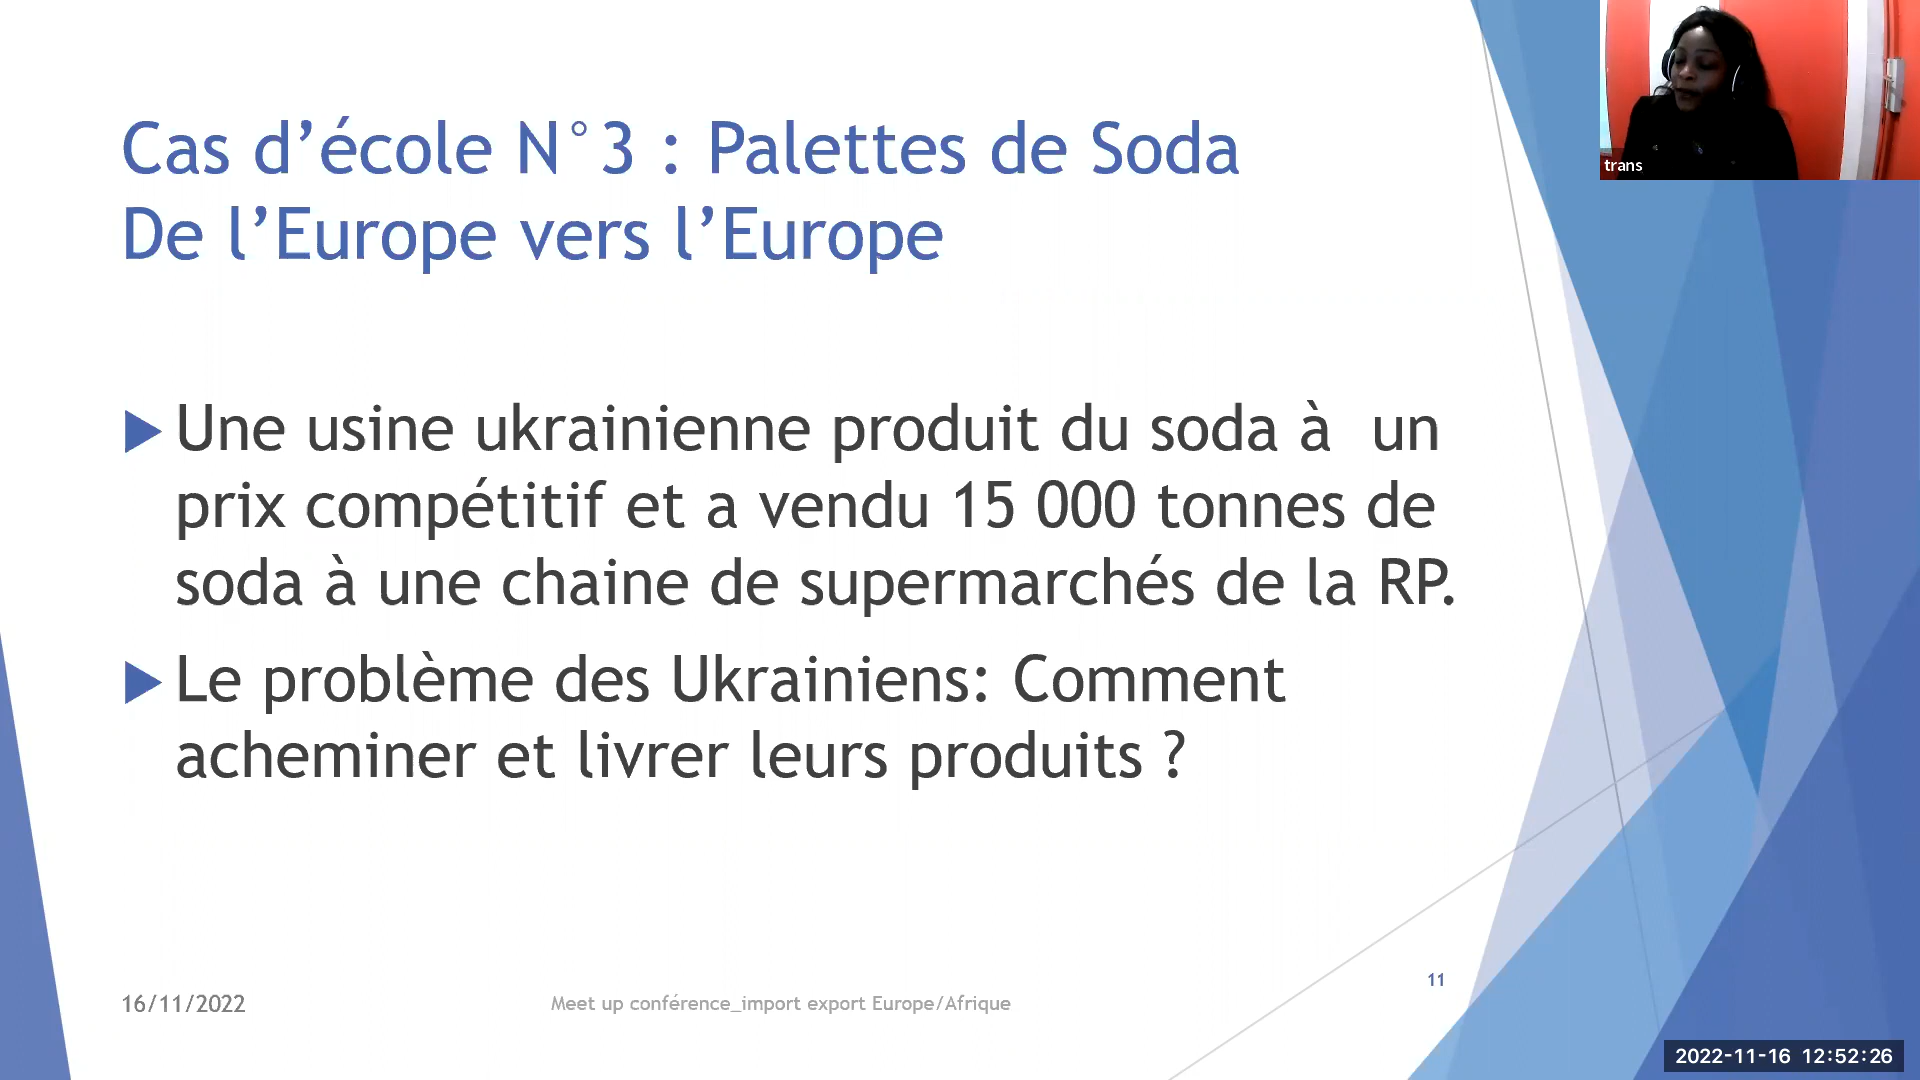 Cas d’école N°3 : Palettes de Soda
De l’Europe vers l’Europe
Une usine ukrainienne produit du soda à un
prix compétitif et a vendu 15 000 tonnes de
soda à une chaine de supermarchés de la RP.
Le problème des Ukrainiens: Comment
acheminer et livrer leurs produits ?
16/11/2022
Meet up conférence_import export Europe/Afrique
11
trans
2022-11-16 12:52:26